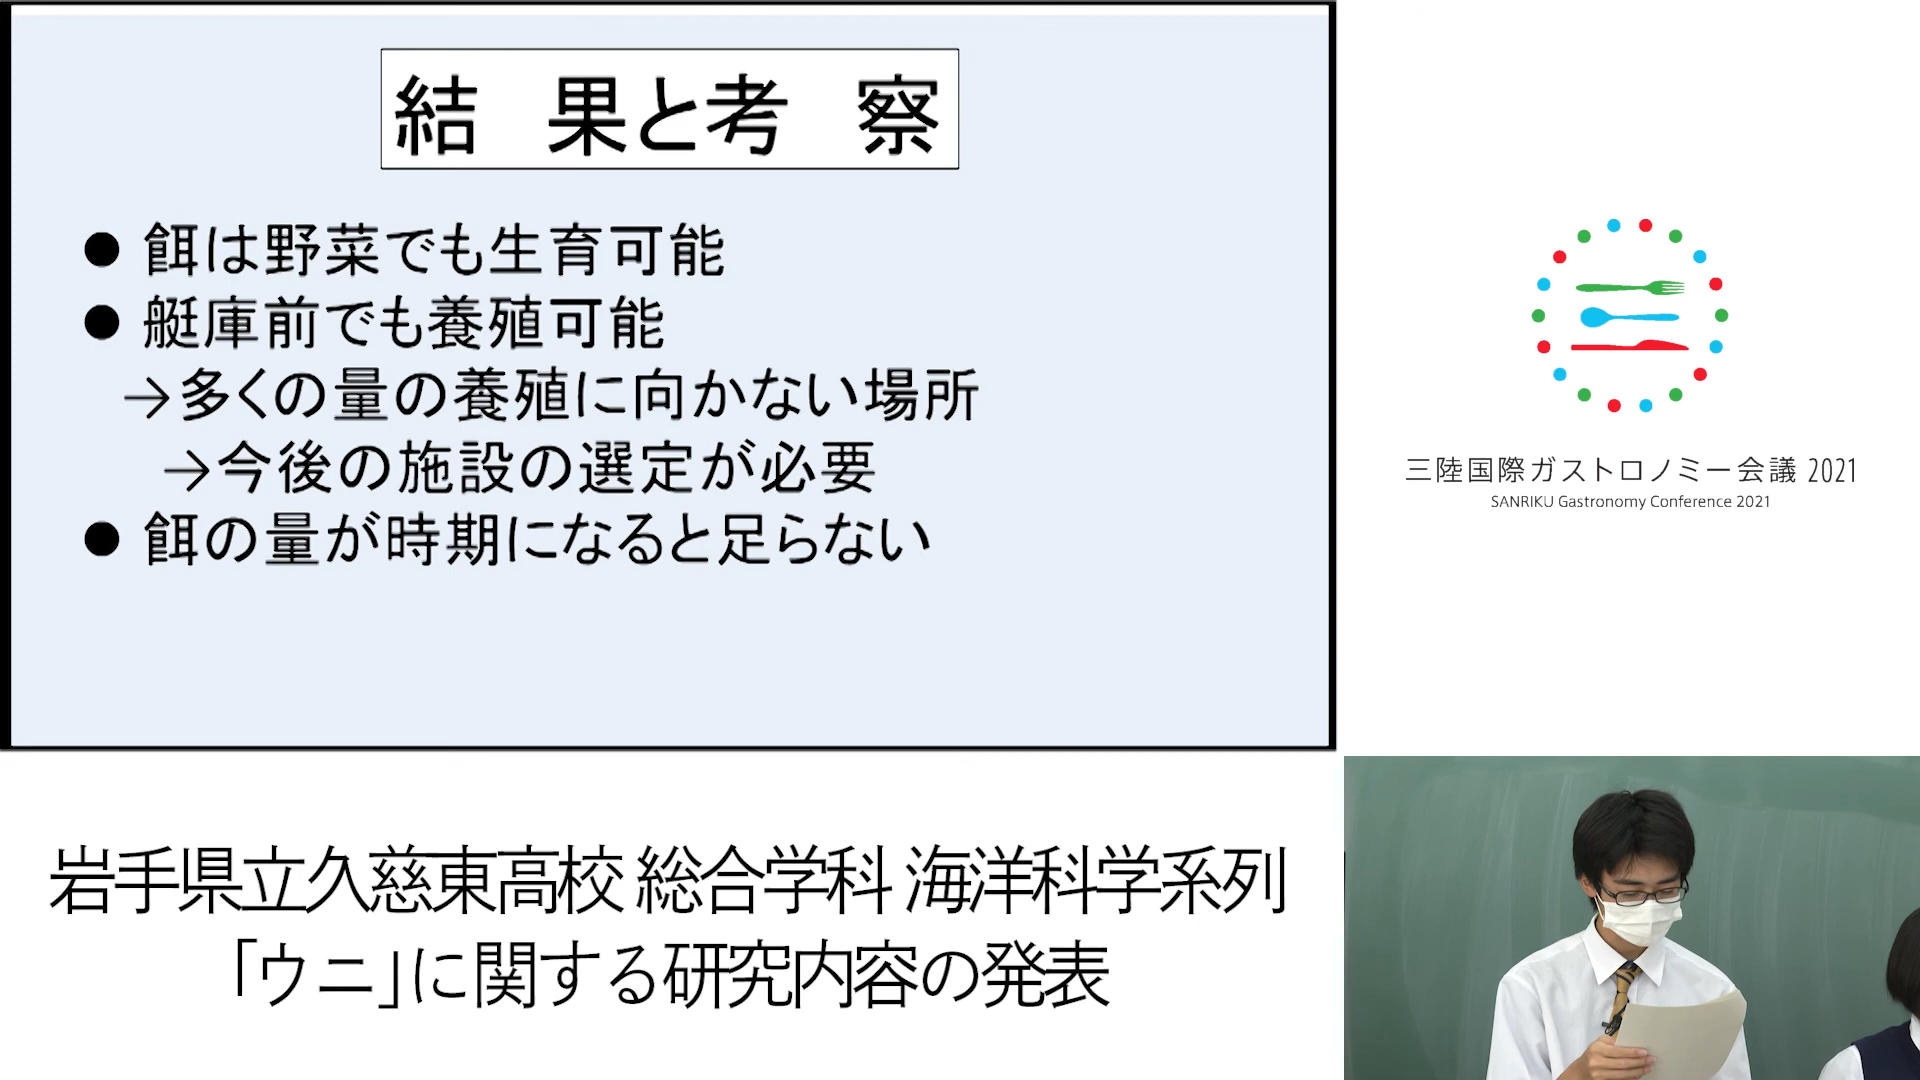 結 果と考 察
● 餌は野菜でも生育可能
● 艇庫前でも養殖可能
→多くの量の養殖に向かない場所
→今後の施設の選定が必要
● 餌の量が時期になると足らない
三陸国際ガストロノミー会議 2021
SANRIKU Gastronomy Conference 2021
岩手県立久慈東高校 総合学科 海洋科学系列
「ウニ」に関する研究内容の発表